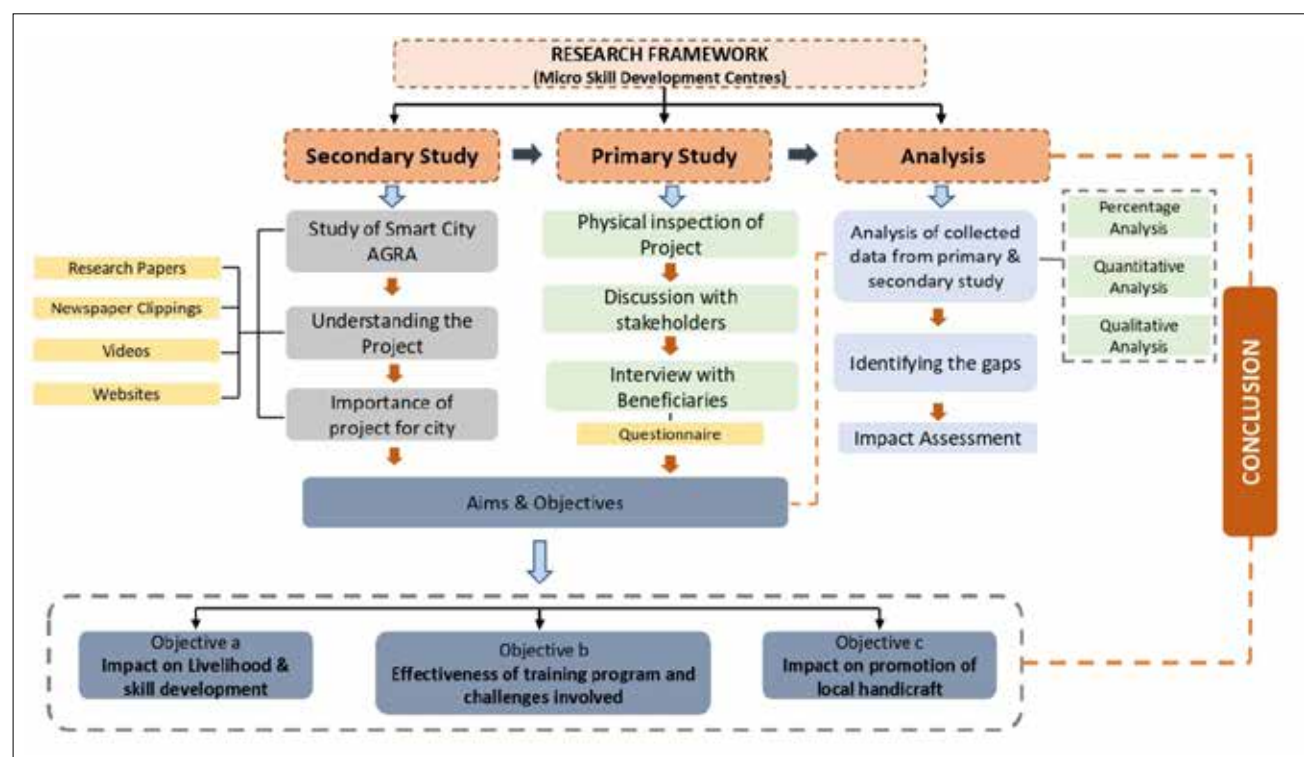 RESEARCH FRAMEWORK
(Micro Skill Development Centres)
Secondary Study
Primary Study
Analysis
Study of Smart City
AGRA
Understanding the
Project
Importance of
project for city
Research Papers
Newspaper Clippings
Videos
Websites
Physical inspection of
Project
Discussion with
stakeholders
Interview with
Beneficiaries
Questionnaire
Analysis of collected
data from primary &
secondary study
Identifying the gaps
Impact Assessment
Percentage
Analysis
Quantitative
Analysis
Qualitative
Analysis
CONCLUSION
Aims & Objectives
Objective a
Impact on Livelihood &
skill development
Objective b
Effectiveness of training program and
challenges involved
Objective c
Impact on promotion of
local handicraft